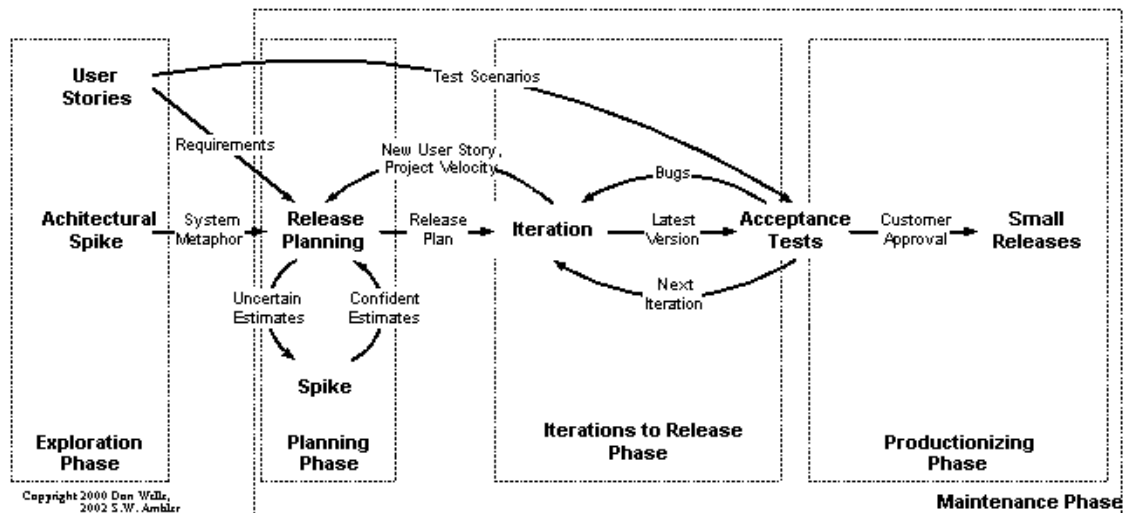 User
Stories
Test Scenarios
Requirements
New User Story,
Project Velocity
Bugs
Achitectural
Spike
System
Metaphor
Release
Planning
Release
Plan
Iteration
Latest
Version
Acceptance
Tests
Customer
Approval
Small
Releases
Uncertain
Estimates
Confident
Estimates
Next
Iteration
Spike
Exploration
Phase
Planning
Phase
Iterations to Release
Phase
Productionizing
Phase
Copyright 2000 Don Wells,
2002 S.W. Ambler
Maintenance Phase